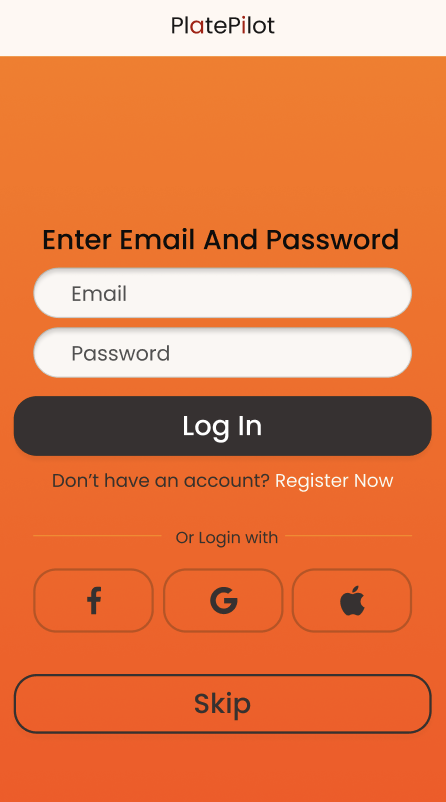 PlatePilot
Enter Email And Password
Email
Password
Log In
Don’t have an account? Register Now
Or Login with
Skip